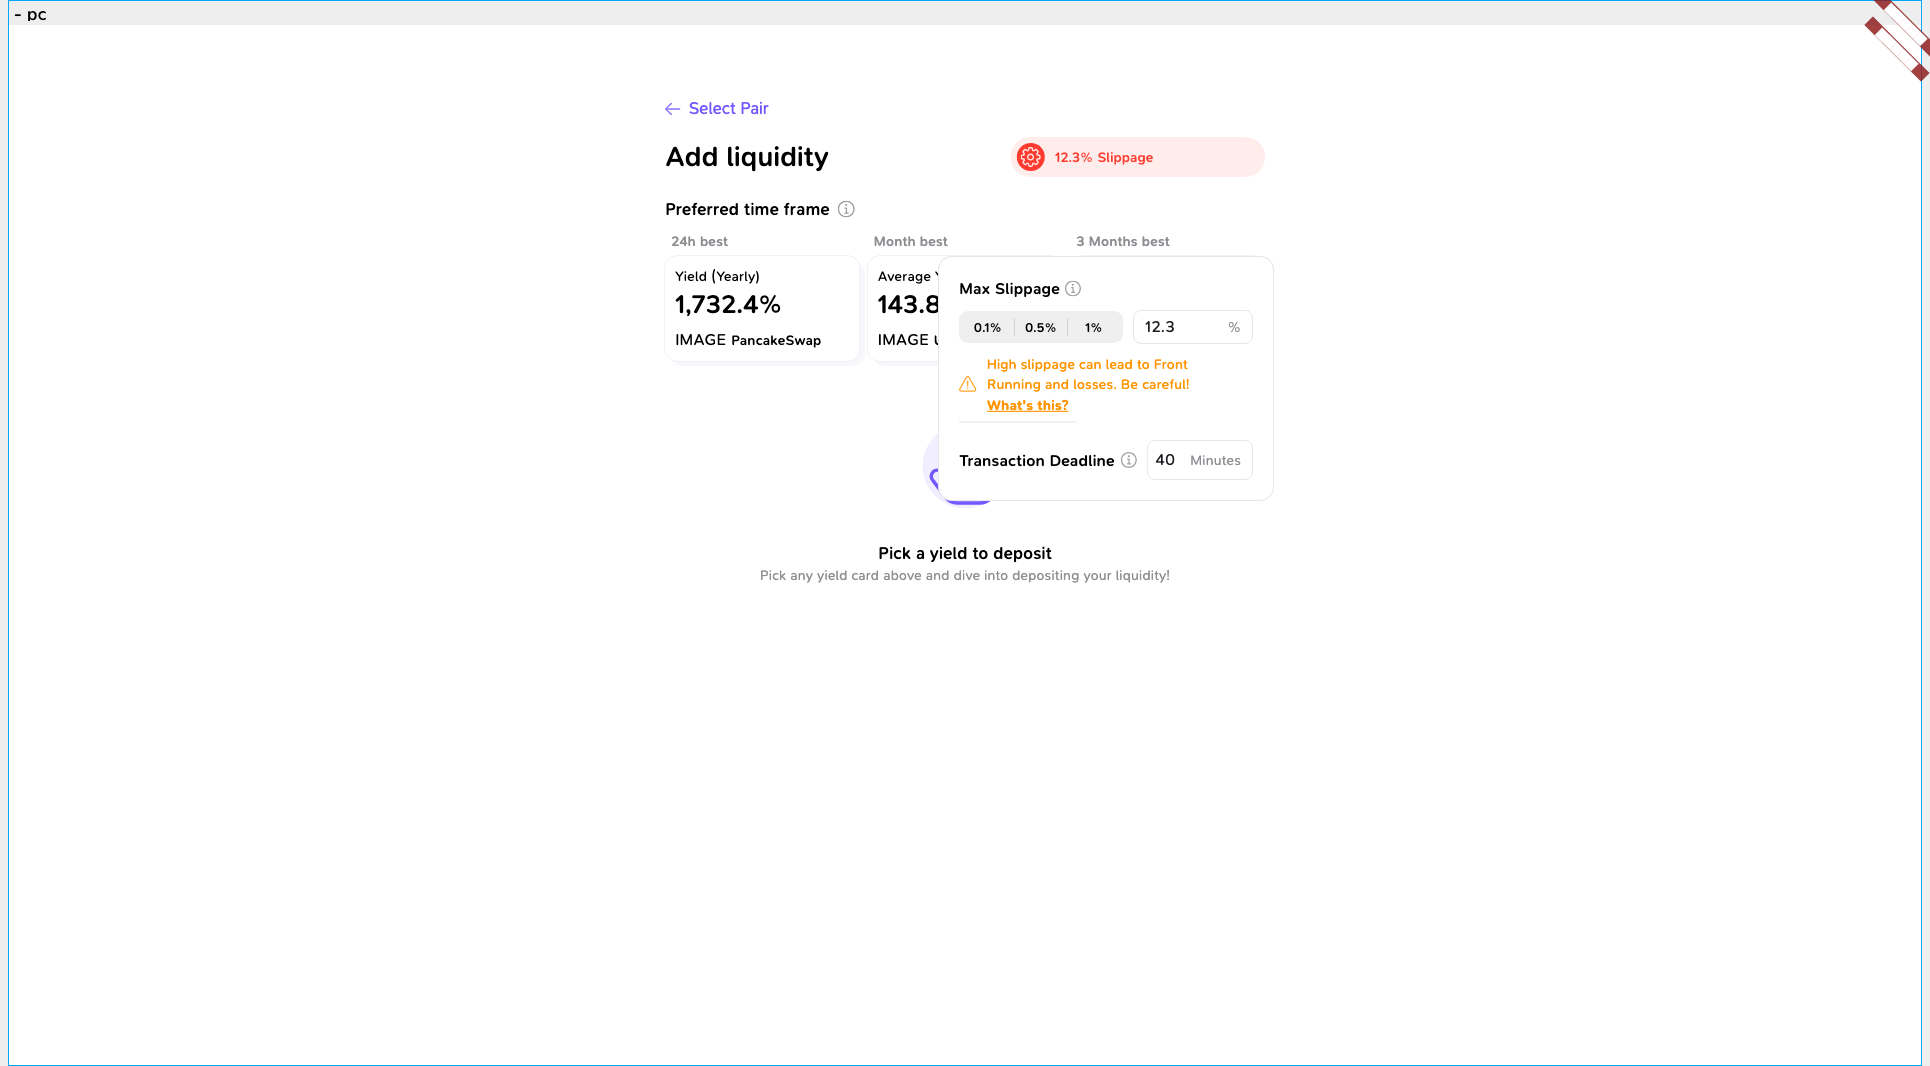 - pc
Select Pair
Add liquidity
12.3% Slippage
Preferred time frame
24h best
Month best
3 Months best
Yield (Yearly)
1,732.4%
IMAGE PancakeSwap
Average
143.8
IMAGE
Max Slippage
0.1% 0.5% 1%
12.3 %
High slippage can lead to Front
Running and losses. Be careful!
What's this?
Transaction Deadline
40 Minutes
Pick a yield to deposit
Pick any yield card above and dive into depositing your liquidity!